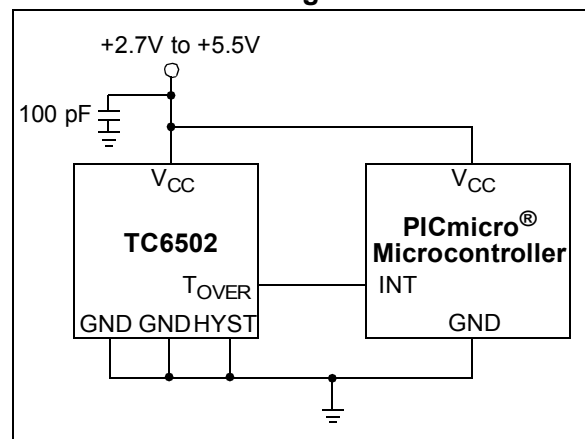 +2.7V to +5.5V
100 pF
VCC
VCC
TC6502
PICmicro®
Microcontroller
TOVER
INT
GND GND HYST
GND